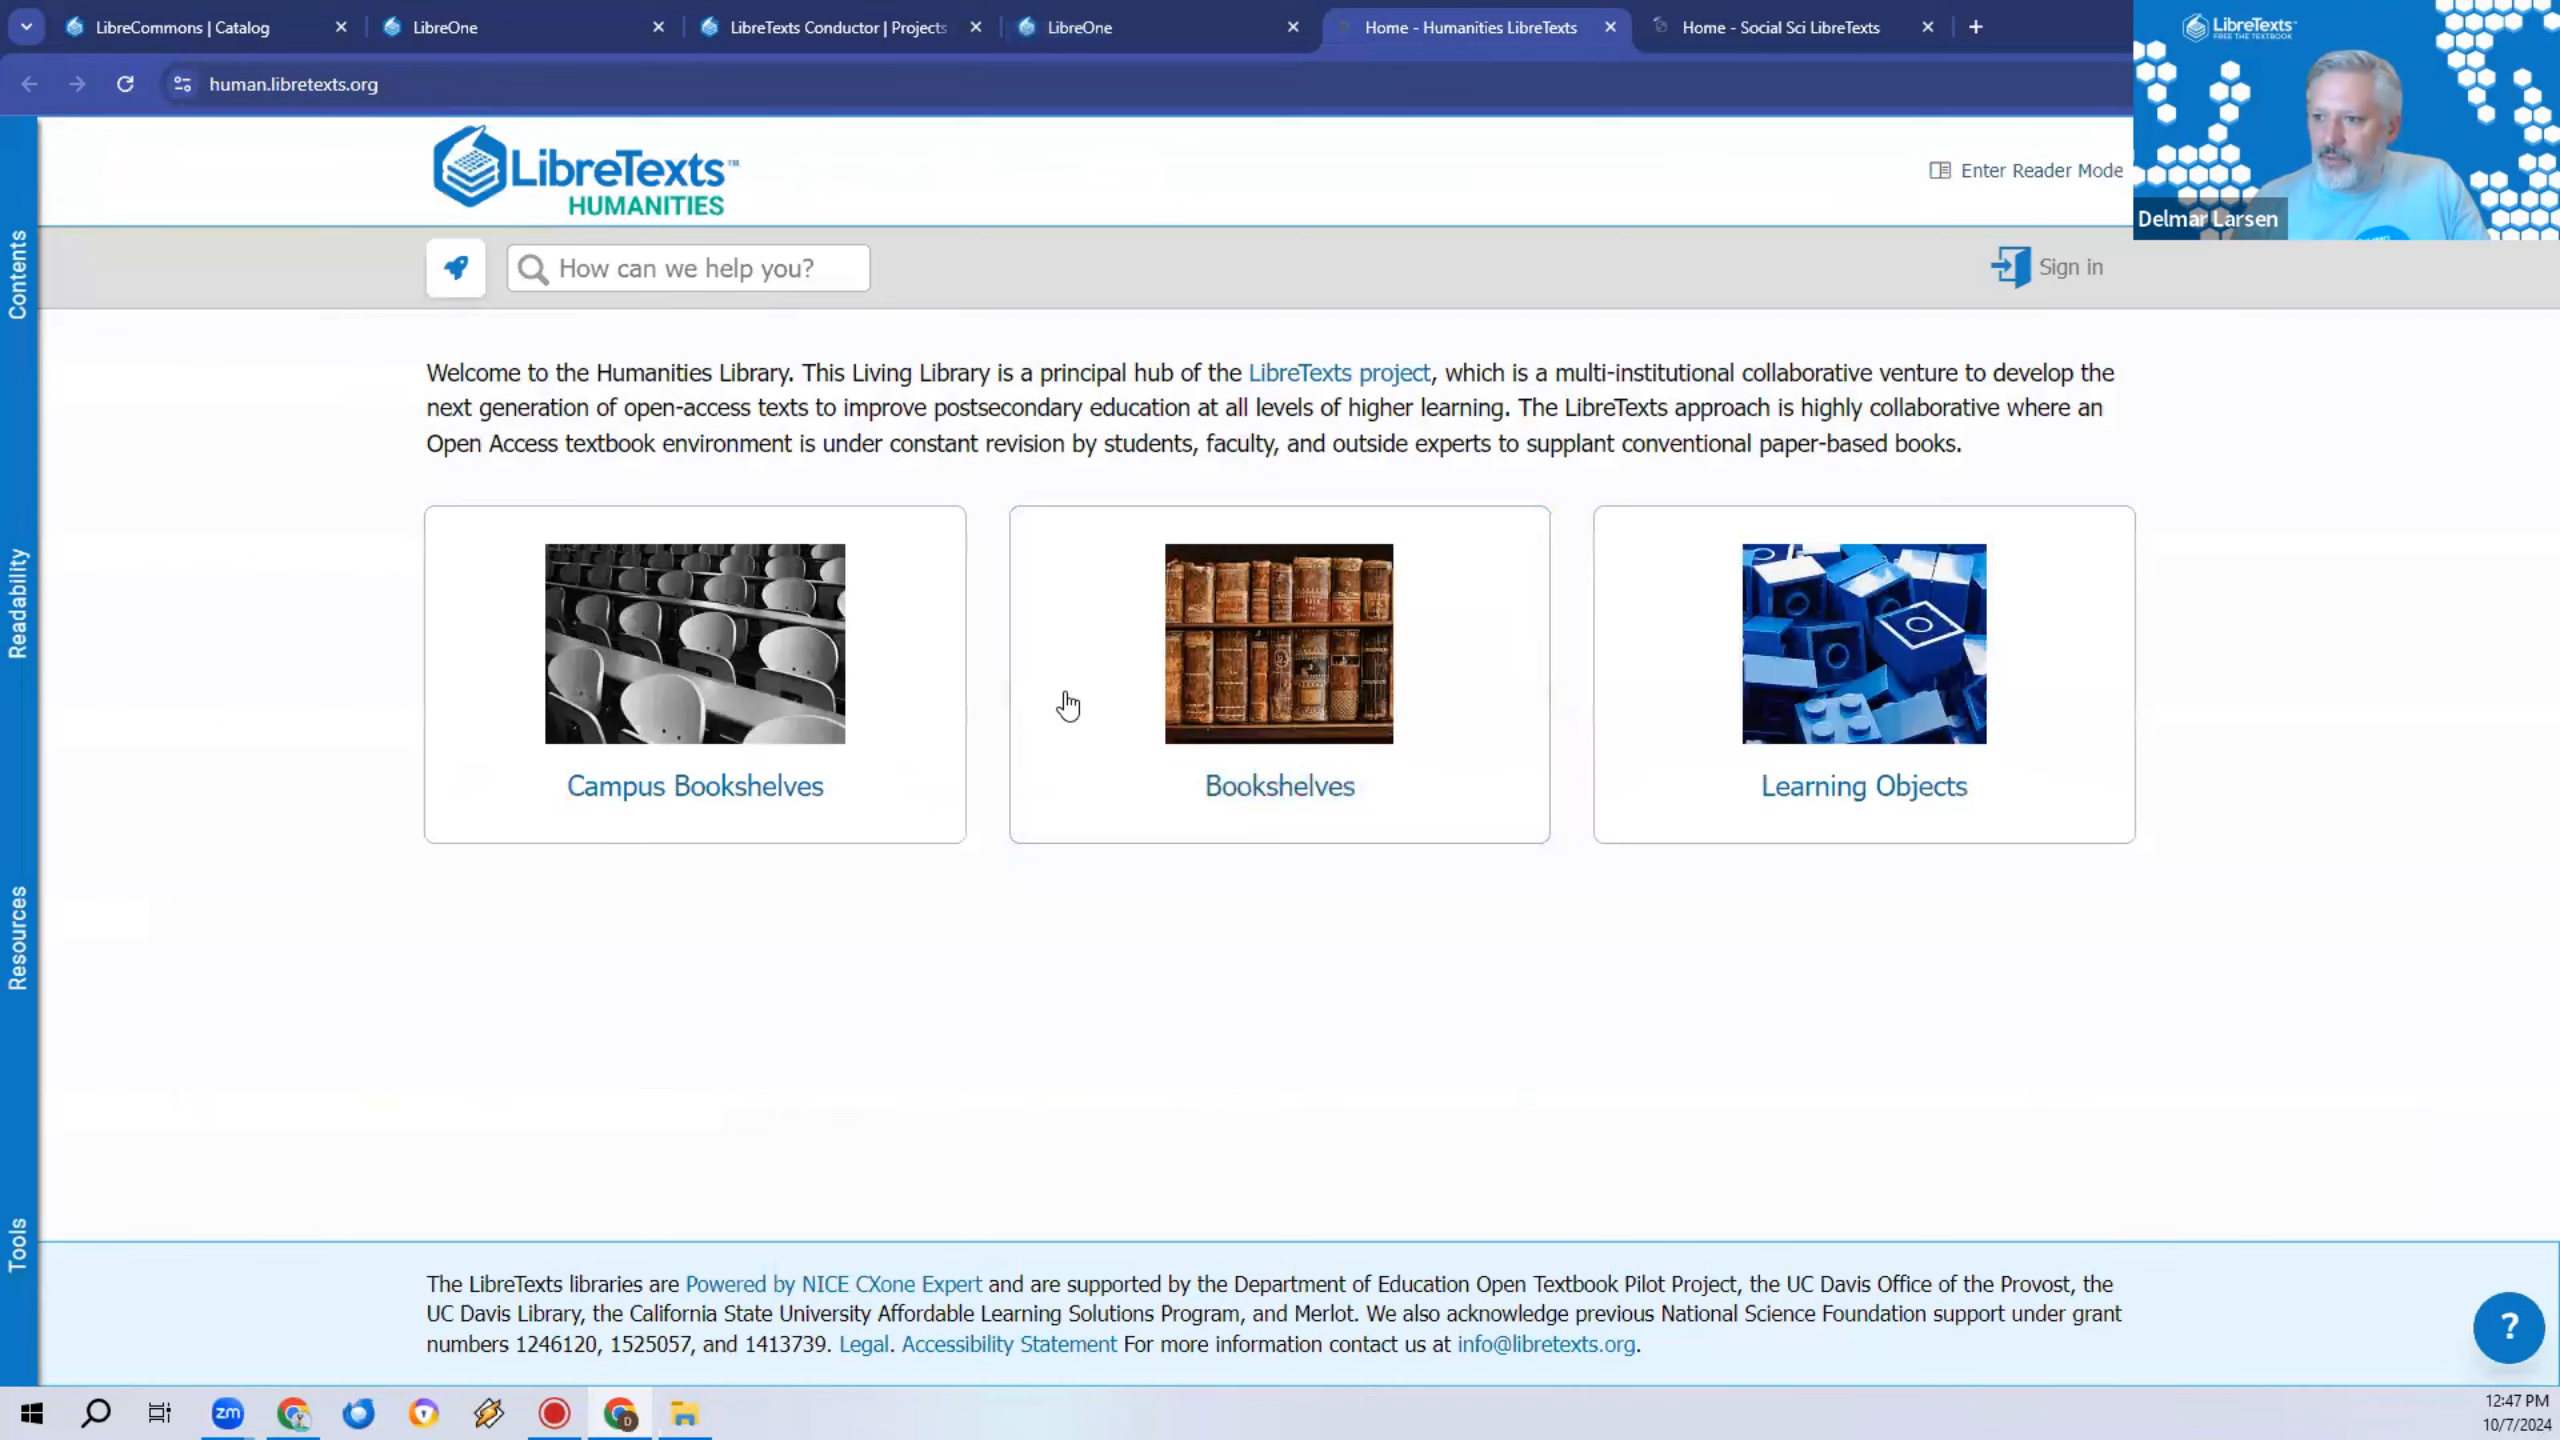 LibreCommons | Catalog
LibreOne
LibreTexts Conductor | Projects
LibreOne
Home - Humanities LibreTexts
Home - Social Sci LibreTexts
LibreTexts
FREE THE TEXTBOOK
human.libretexts.org
LibreTexts™
HUMANITIES
Enter Reader Mode
Delmar Larsen
Contents
How can we help you?
Sign in
Welcome to the Humanities Library. This Living Library is a principal hub of the LibreTexts project, which is a multi-institutional collaborative venture to develop the
next generation of open-access texts to improve postsecondary education at all levels of higher learning. The LibreTexts approach is highly collaborative where an
Open Access textbook environment is under constant revision by students, faculty, and outside experts to supplant conventional paper-based books.
Readability
Campus Bookshelves
Bookshelves
Learning Objects
Resources
Tools
The LibreTexts libraries are Powered by NICE CXone Expert and are supported by the Department of Education Open Textbook Pilot Project, the UC Davis Office of the Provost, the
UC Davis Library, the California State University Affordable Learning Solutions Program, and Merlot. We also acknowledge previous National Science Foundation support under grant
numbers 1246120, 1525057, and 1413739. Legal. Accessibility Statement For more information contact us at info@libretexts.org.
?
zm
D
12:47 PM
10/7/2024